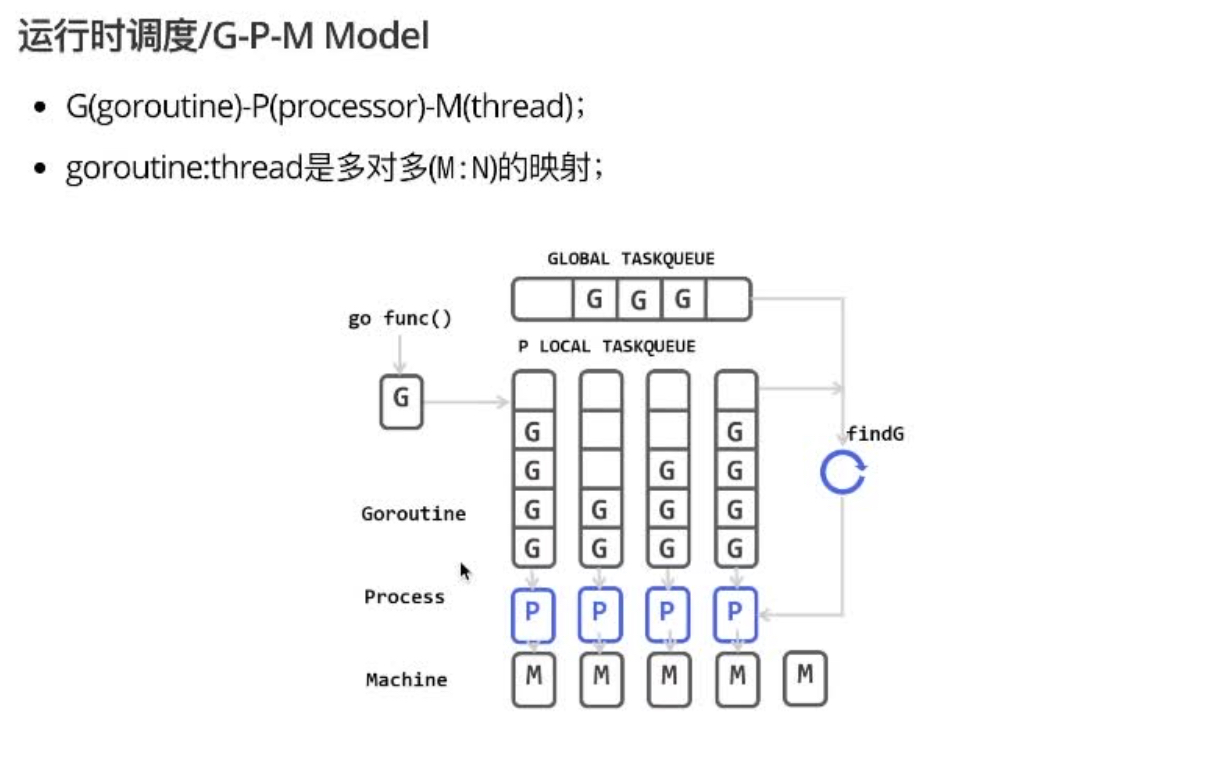 运行时调度/G-P-M Model
G(goroutine)-P(processor)-M(thread);
goroutine:thread是多对多(M:N)的映射;
GLOBAL TASKQUEUE
G G G
go func()
P LOCAL TASKQUEUE
G
G G
findG
G G G
Goroutine
G G G G
G G G G
Process
P P P P
Machine
M M M M M